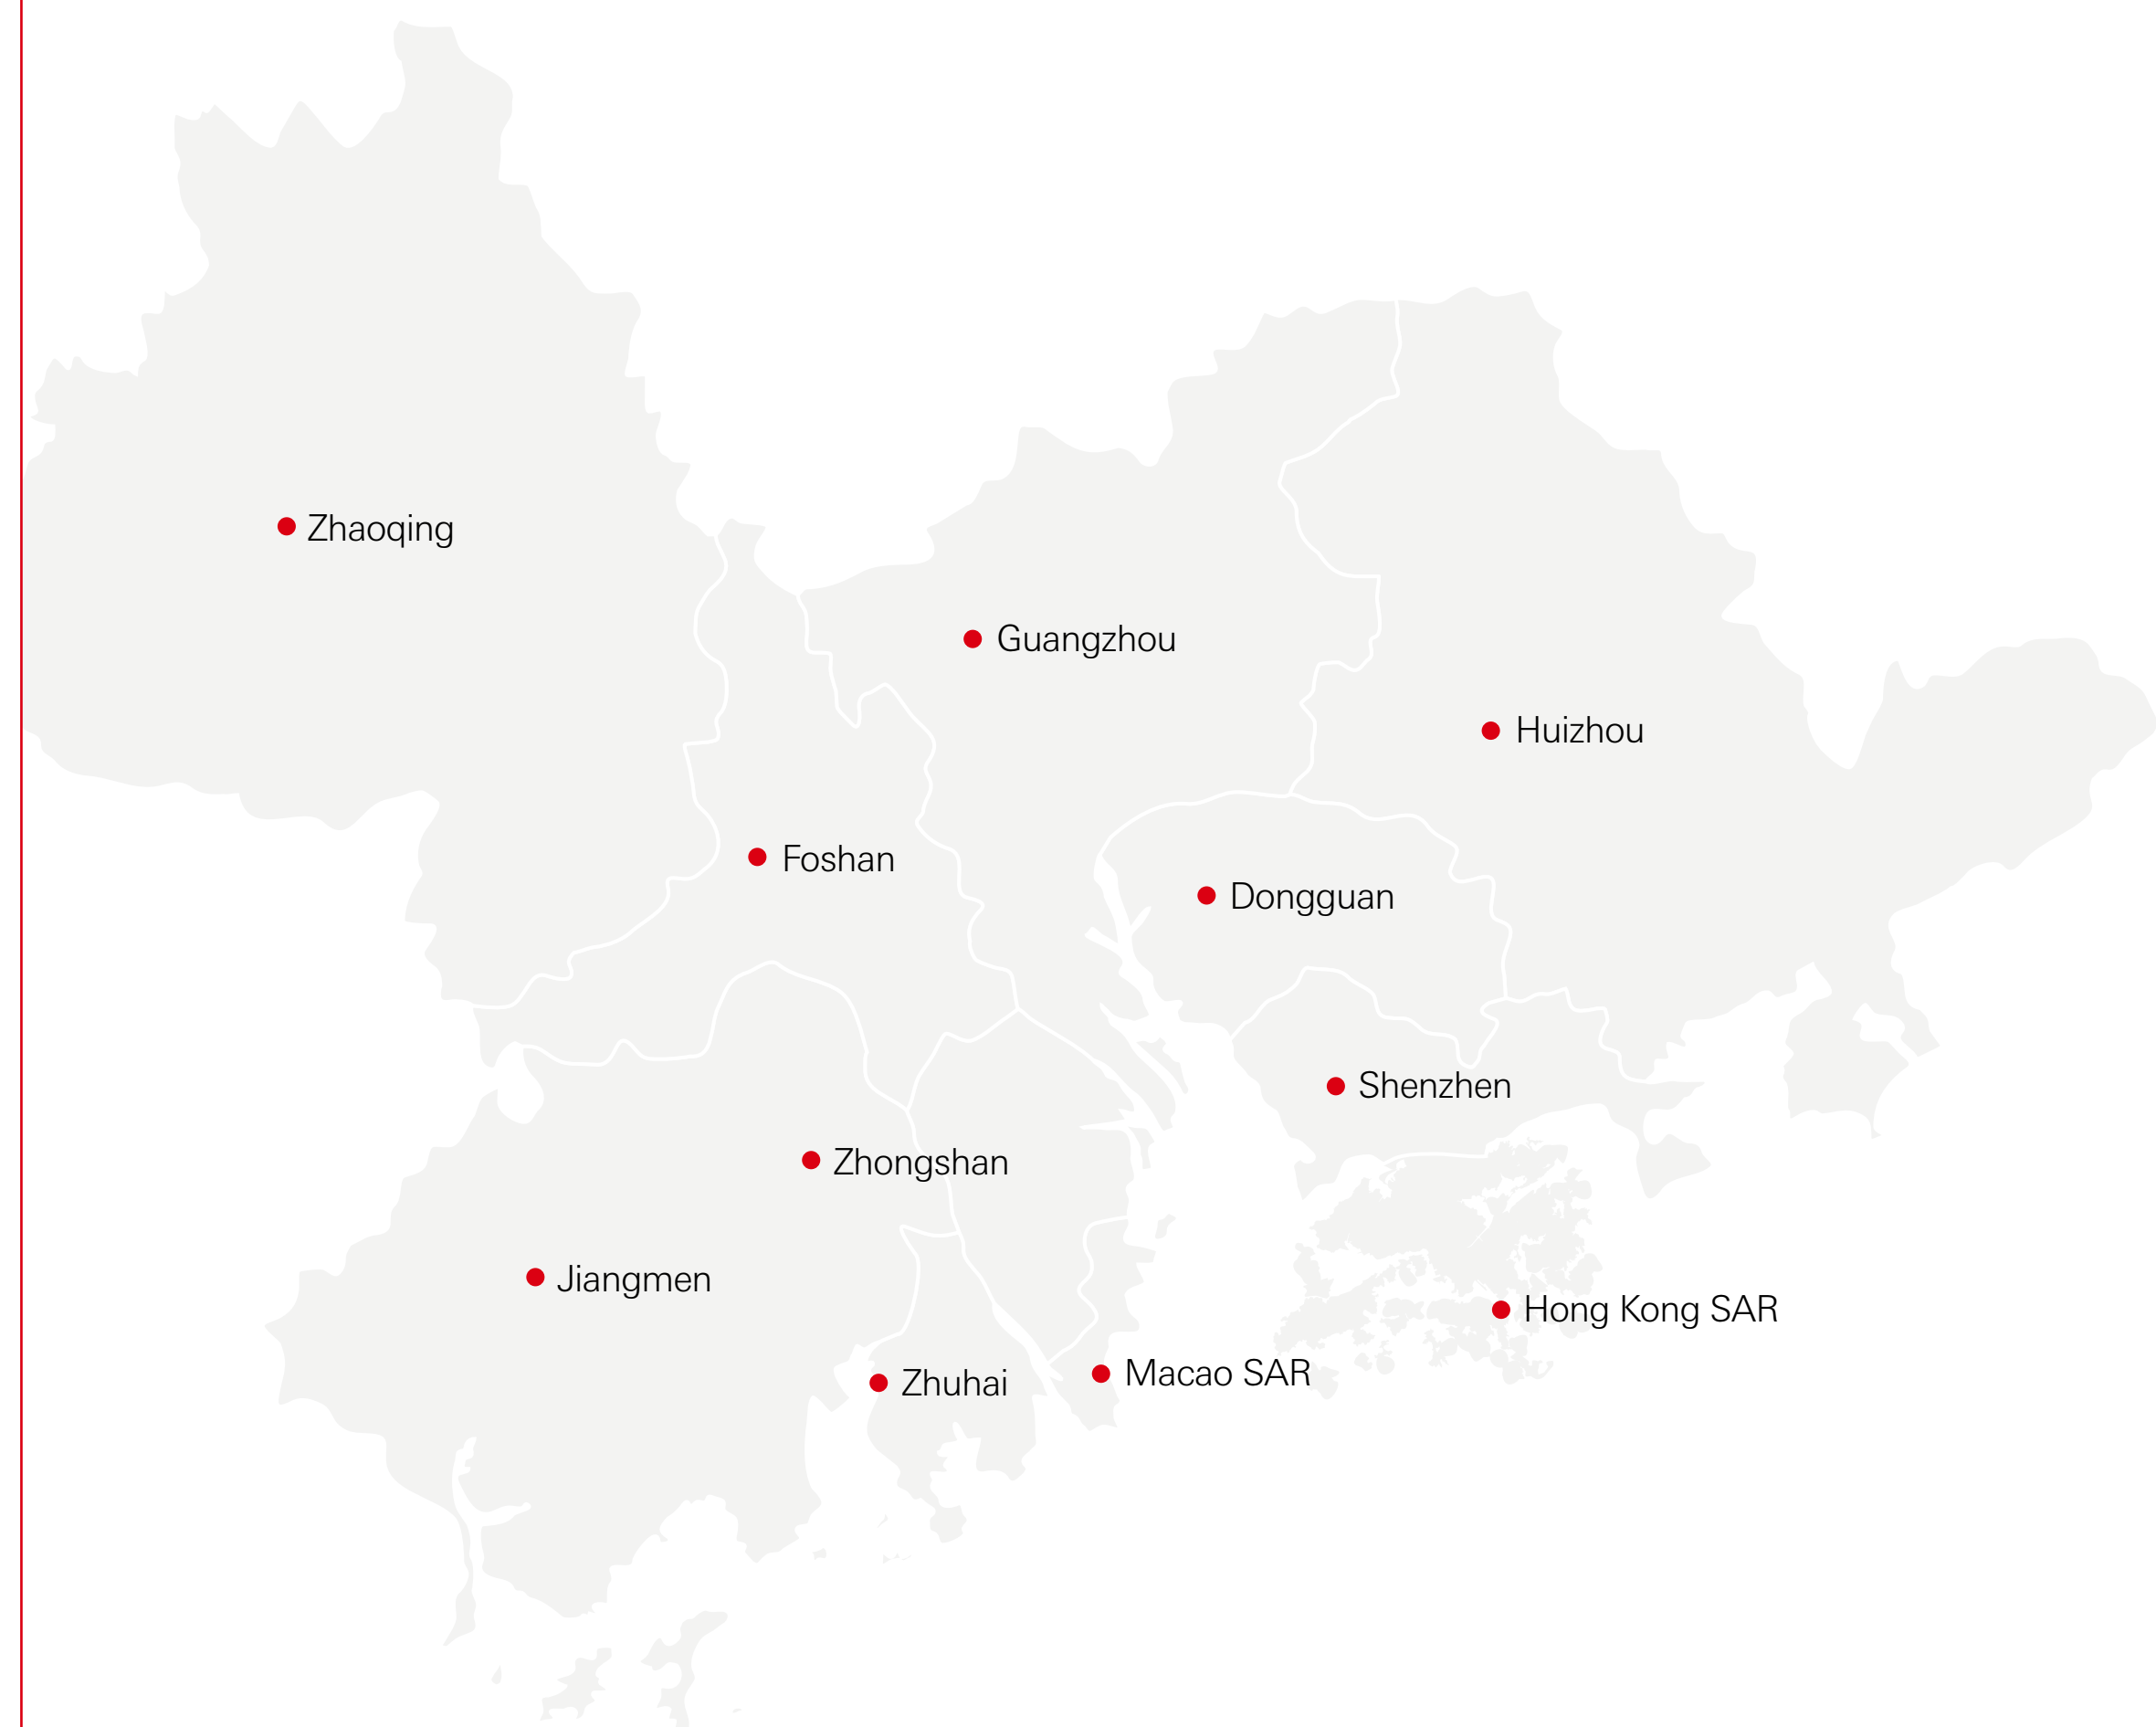 Zhaoqing
Guangzhou
Huizhou
Foshan
Dongguan
Shenzhen
Zhongshan
Jiangmen
Hong Kong SAR
Macao SAR
Zhuhai